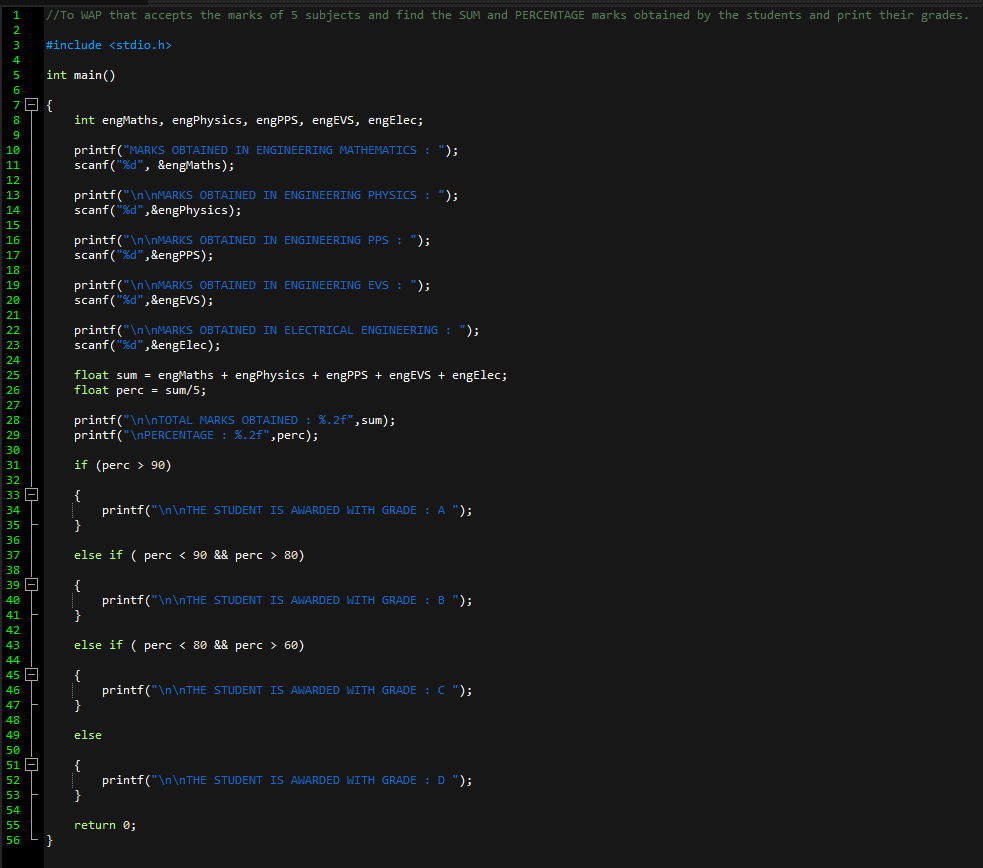 1 //To WAP that accepts the marks of 5 subjects and find the SUM and PERCENTAGE marks obtained by the students and print their grades.
2
3 #include <stdio.h>
4
5 int main()
6
7 {
8 int engMaths, engPhysics, engPPS, engEVS, engElec;
9
10 printf("MARKS OBTAINED IN ENGINEERING MATHEMATICS : ");
11 scanf("%d", &engMaths);
12
13 printf("\n\nMARKS OBTAINED IN ENGINEERING PHYSICS : ");
14 scanf("%d",&engPhysics);
15
16 printf("\n\nMARKS OBTAINED IN ENGINEERING PPS : ");
17 scanf("%d",&engPPS);
18
19 printf("\n\nMARKS OBTAINED IN ENGINEERING EVS : ");
20 scanf("%d",&engEVS);
21
22 printf("\n\nMARKS OBTAINED IN ELECTRICAL ENGINEERING : ");
23 scanf("%d",&engElec);
24
25 float sum = engMaths + engPhysics + engPPS + engEVS + engElec;
26 float perc = sum/5;
27
28 printf("\n\nTOTAL MARKS OBTAINED : %.2f",sum);
29 printf("\nPERCENTAGE : %.2f",perc);
30
31 if (perc > 90)
32
33 {
34 printf("\n\nTHE STUDENT IS AWARDED WITH GRADE : A ");
35 }
36
37 else if ( perc < 90 && perc > 80)
38
39 {
40 printf("\n\nTHE STUDENT IS AWARDED WITH GRADE : B ");
41 }
42
43 else if ( perc < 80 && perc > 60)
44
45 {
46 printf("\n\nTHE STUDENT IS AWARDED WITH GRADE : C ");
47 }
48
49 else
50
51 {
52 printf("\n\nTHE STUDENT IS AWARDED WITH GRADE : D ");
53 }
54
55 return 0;
56 }